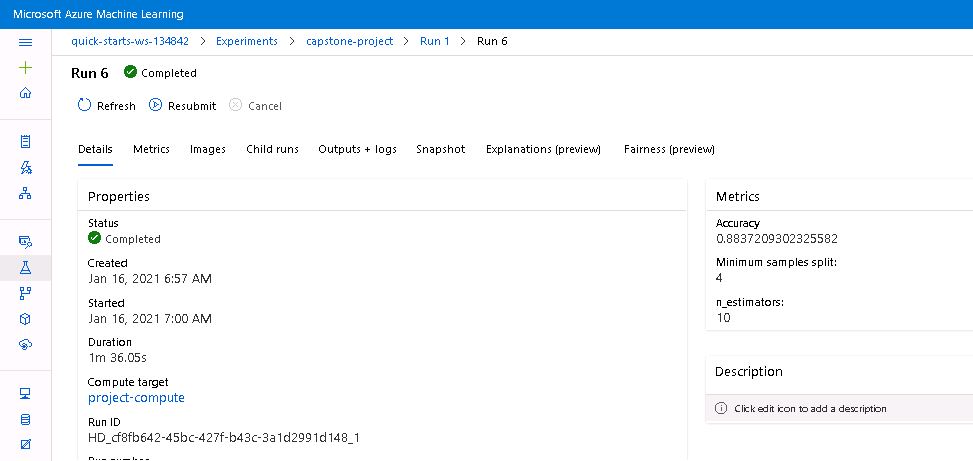 Microsoft Azure Machine Learning
quick-starts-ws-134842 > Experiments > capstone-project > Run 1 > Run 6
Run 6 Completed
Refresh Resubmit Cancel
Details Metrics Images Child runs Outputs + logs Snapshot Explanations (preview) Fairness (preview)
Properties
Status
Completed
Created
Jan 16, 2021 6:57 AM
Started
Jan 16, 2021 7:00 AM
Duration
1m 36.05s
Compute target
project-compute
Run ID
HD_cf8fb642-45bc-427f-b43c-3a1d2991d148_1
Run number
Metrics
Accuracy
0.8837209302325582
Minimum samples split:
4
n_estimators:
10
Description
Click edit icon to add a description